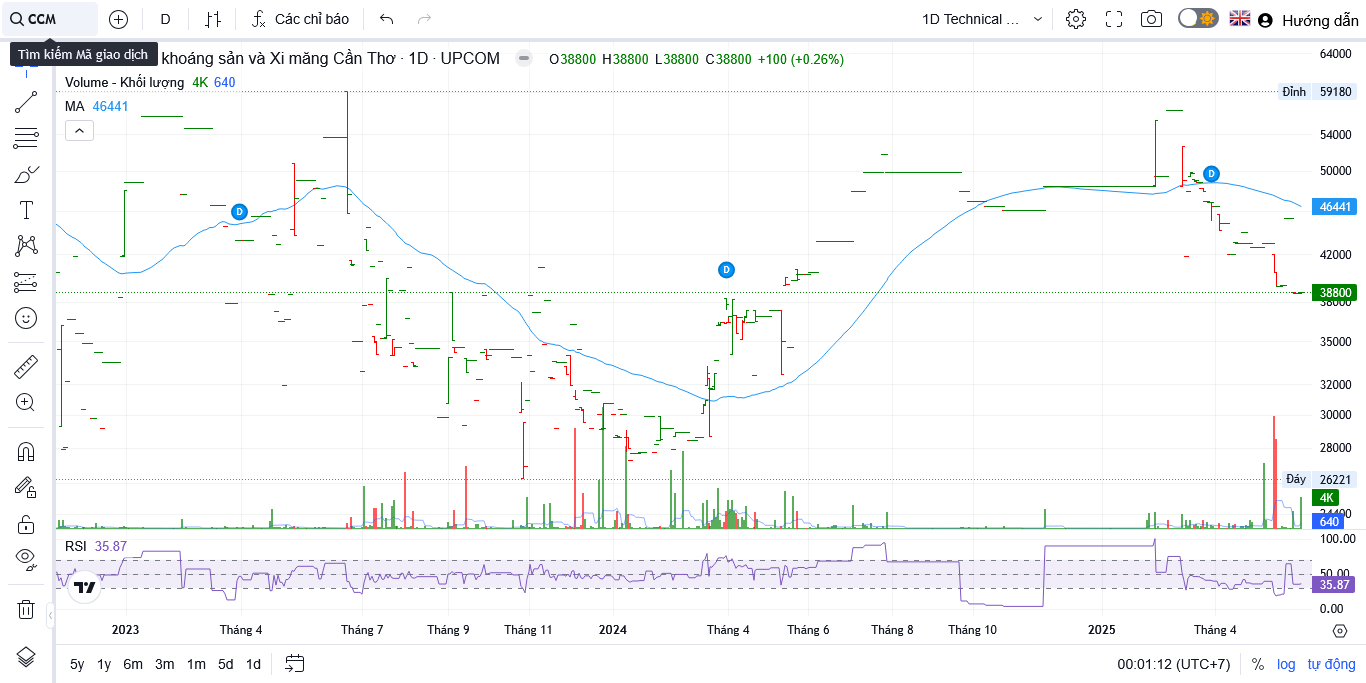 CCM
D
Các chỉ báo
1D Technical ...
Hướng dẫn
Tìm kiếm Mã giao dịch
khoáng sản và Xi măng Cần Thơ · 1D · UPCOM
O38800 H38800 L38800 C38800 +100 (+0.26%)
Volume - Khối lượng 4K 640
MA 46441
64000
Đỉnh 59180
54000
50000
D
D
D
46441
42000
38800
38000
35000
32000
30000
28000
Đáy 26221
4K
24400
640
RSI 35.87
100.00
50.00
35.87
0.00
2023
Tháng 4
Tháng 7
Tháng 9
Tháng 11
2024
Tháng 4
Tháng 6
Tháng 8
Tháng 10
2025
Tháng 4
5y 1y 6m 3m 1m 5d 1d
00:01:12 (UTC+7)
% log tự động